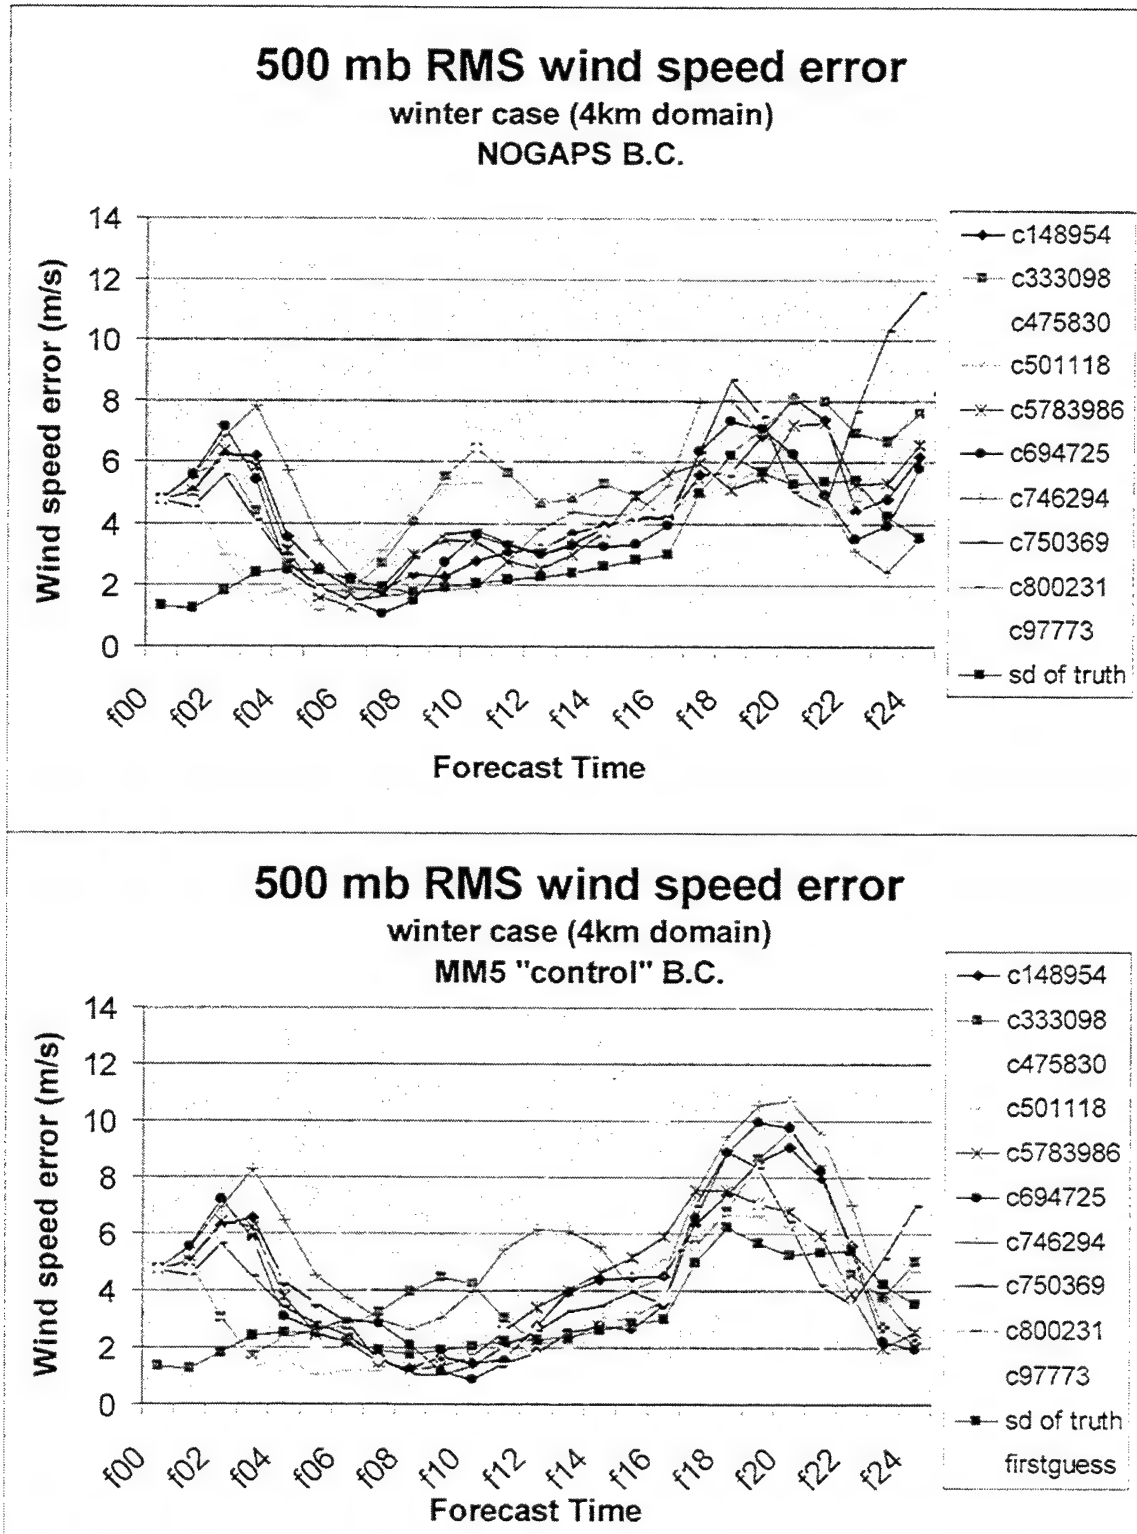 500 mb RMS wind speed error
winter case (4km domain)
NOGAPS B.C.
Wind speed error (m/s)
14
12
10
8
6
4
2
0
f00
f02
f04
f06
f08
f10
f12
f14
f16
f18
f20
f22
f24
Forecast Time
c148954
c333098
c475830
c501118
c5783986
c694725
c746294
c750369
c800231
c97773
sd of truth
500 mb RMS wind speed error
winter case (4km domain)
MM5 "control" B.C.
Wind speed error (m/s)
14
12
10
8
6
4
2
0
f00
f02
f04
f06
f08
f10
f12
f14
f16
f18
f20
f22
f24
Forecast Time
c148954
c333098
c475830
c501118
c5783986
c694725
c746294
c750369
c800231
c97773
sd of truth
firstguess